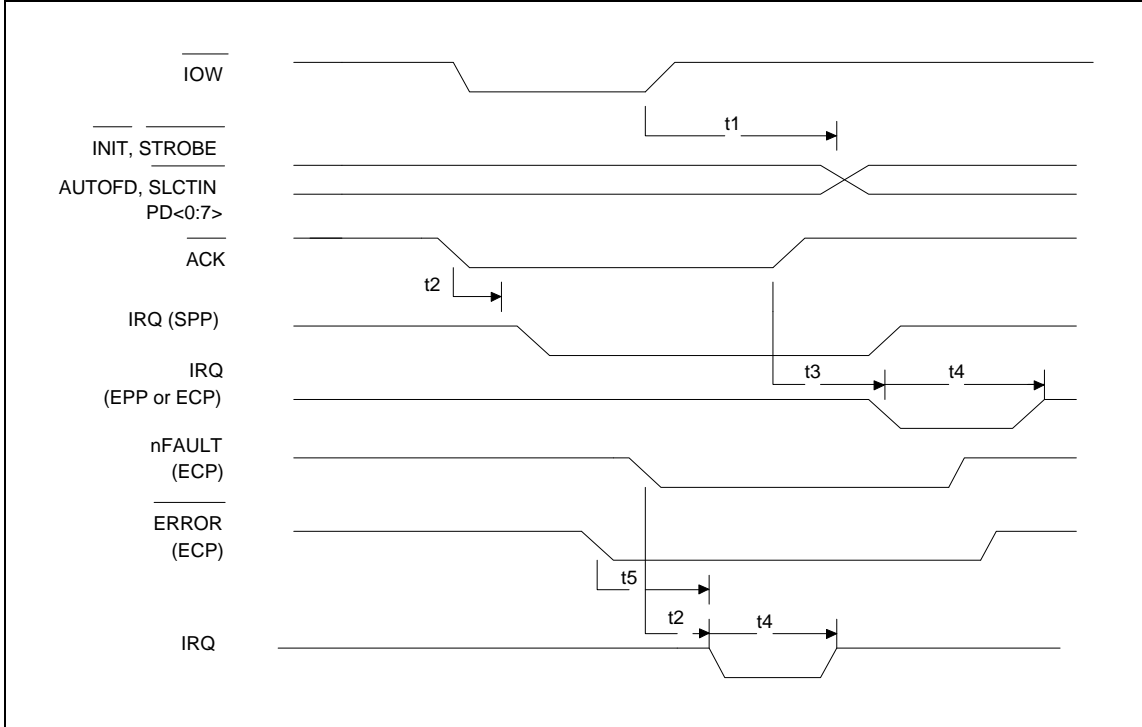 IOW
t1
INIT, STROBE
AUTOFD, SLCTIN
PD<0:7>
ACK
t2
IRQ (SPP)
IRQ
(EPP or ECP)
t3
t4
nFAULT
(ECP)
ERROR
(ECP)
t5
t2
t4
IRQ